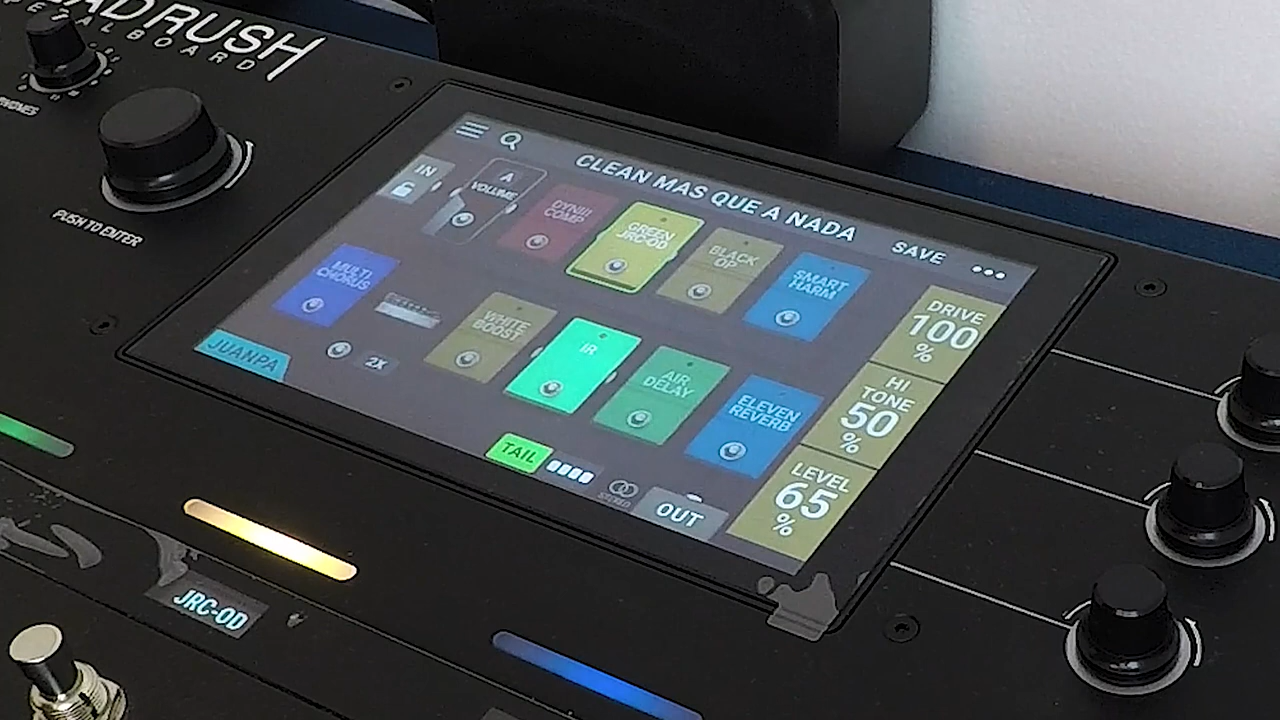 ADRUSH
PEDALBOARD
PUSH TO ENTER
CLEAN MAS QUE A NADA
SAVE
IN
A
VOLUME
DYNIII
COMP
GREEN
JRC-OD
BLACK
OP
SMART
HARM
MULTI
CHORUS
2X
WHITE
BOOST
IR
AIR
DELAY
ELEVEN
REVERB
DRIVE
100
%
HI
TONE
50
%
LEVEL
65
%
JUANPA
TAIL
STEREO
OUT
JRC-OD